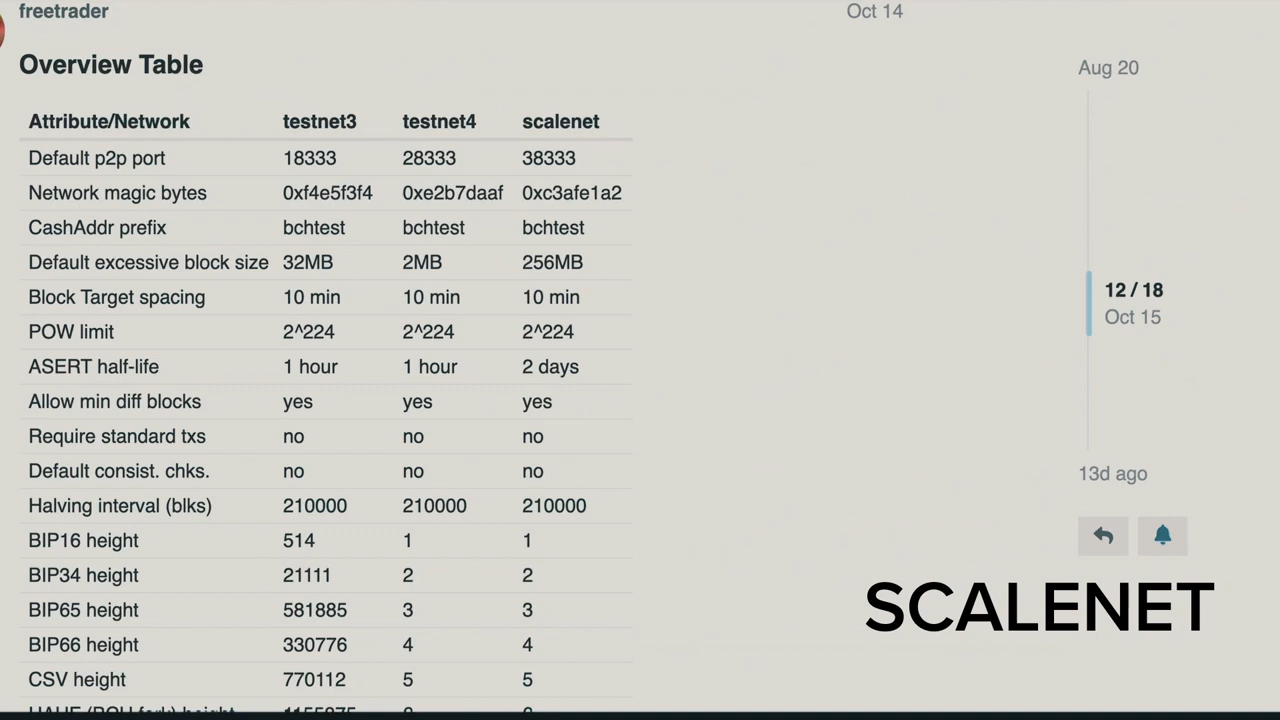 freetrader Oct 14
Overview Table
Aug 20
Attribute/Network testnet3 testnet4 scalenet
Default p2p port 18333 28333 38333
Network magic bytes 0xf4e5f3f4 0xe2b7daaf 0xc3afe1a2
CashAddr prefix bchtest bchtest bchtest
Default excessive block size 32MB 2MB 256MB
Block Target spacing 10 min 10 min 10 min
12 / 18
Oct 15
POW limit 2^224 2^224 2^224
ASERT half-life 1 hour 1 hour 2 days
Allow min diff blocks yes yes yes
Require standard txs no no no
Default consist. chks. no no no
13d ago
Halving interval (blks) 210000 210000 210000
BIP16 height 514 1 1
BIP34 height 21111 2 2
BIP65 height 581885 3 3
SCALENET
BIP66 height 330776 4 4
CSV height 770112 5 5